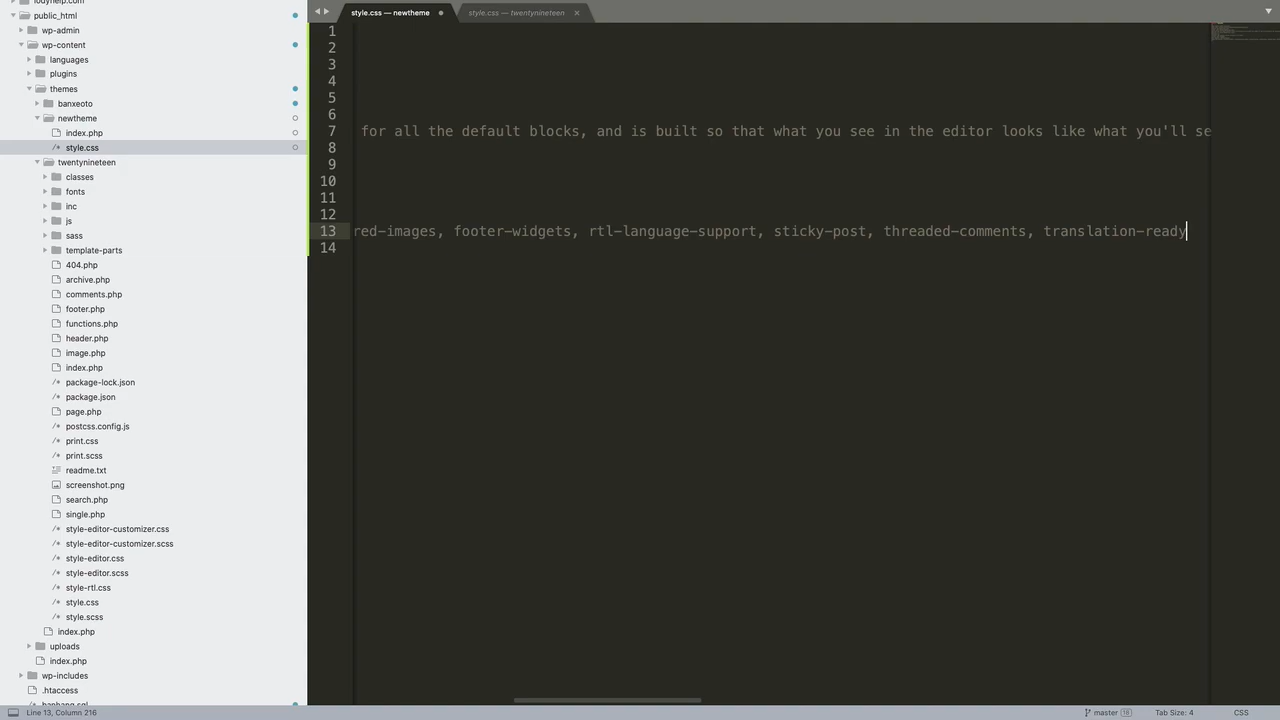 lodyhelp.com
public_html
wp-admin
wp-content
languages
plugins
themes
banxeoto
newtheme
index.php
/* style.css
twentynineteen
classes
fonts
inc
js
sass
template-parts
404.php
archive.php
comments.php
footer.php
functions.php
header.php
image.php
index.php
/* package-lock.json
/* package.json
page.php
/* postcss.config.js
/* print.css
/* print.scss
readme.txt
screenshot.png
search.php
single.php
/* style-editor-customizer.css
/* style-editor-customizer.scss
/* style-editor.css
/* style-editor.scss
/* style-rtl.css
/* style.css
/* style.scss
index.php
uploads
index.php
wp-includes
.htaccess
banhang.sql
style.css — newtheme
style.css — twentynineteen
1
2
3
4
5
6
7 for all the default blocks, and is built so that what you see in the editor looks like what you'll se
8
9
10
11
12
13 red-images, footer-widgets, rtl-language-support, sticky-post, threaded-comments, translation-ready
14
Line 13, Column 216
master 18
Tab Size: 4
CSS